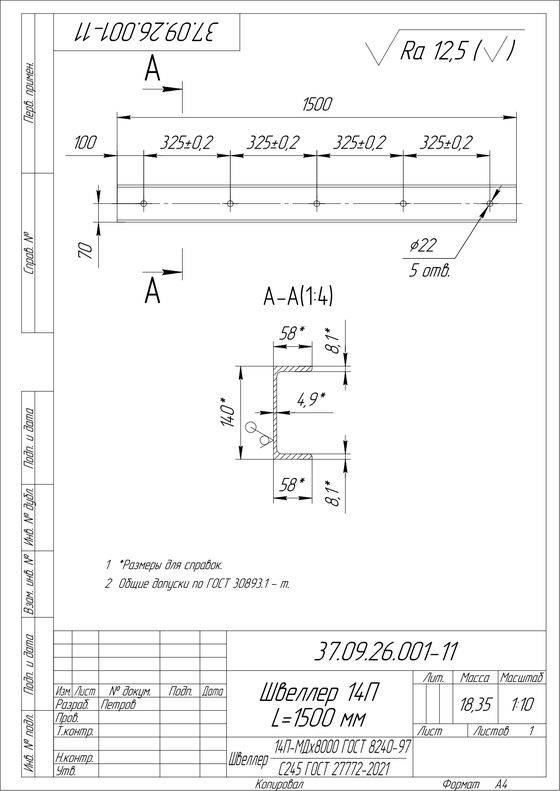 37.09.26.001-11
Ra 12,5 (√)
Перв. примен.
Справ. №
Подп. и дата
Инв. № дубл.
Взам. инв. №
Подп. и дата
Инв. № подл.
А
1500
100
325±0,2
325±0,2
325±0,2
325±0,2
70
⌀22
5 отв.
А
А-А(1:4)
58*
8,1*
140*
4,9*
58*
8,1*
1 *Размеры для справок.
2 Общие допуски по ГОСТ 30893.1 - m.
37.09.26.001-11
Изм. Лист № докум. Подп. Дата
Разраб. Петров
Пров.
Т.контр.
Н.контр.
Утв.
Швеллер 14П
L=1500 мм
Лит. Масса Масштаб
18,35 1:10
Лист Листов 1
Швеллер
14П-МДх8000 ГОСТ 8240-97
С245 ГОСТ 27772-2021
Копировал Формат А4